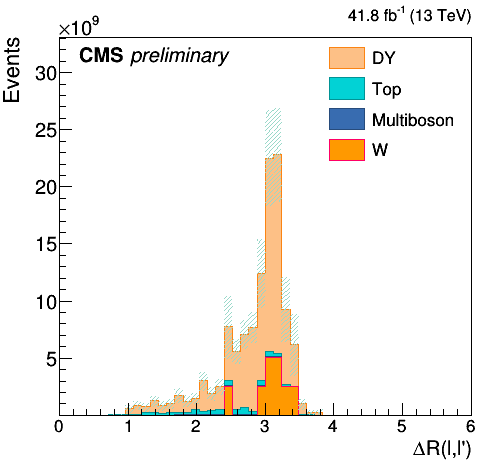 41.8 fb⁻¹ (13 TeV)
×10⁹
CMS preliminary
Events
DY
Top
Multiboson
W
30
25
20
15
10
5
0 1 2 3 4 5 6
ΔR(l,l')